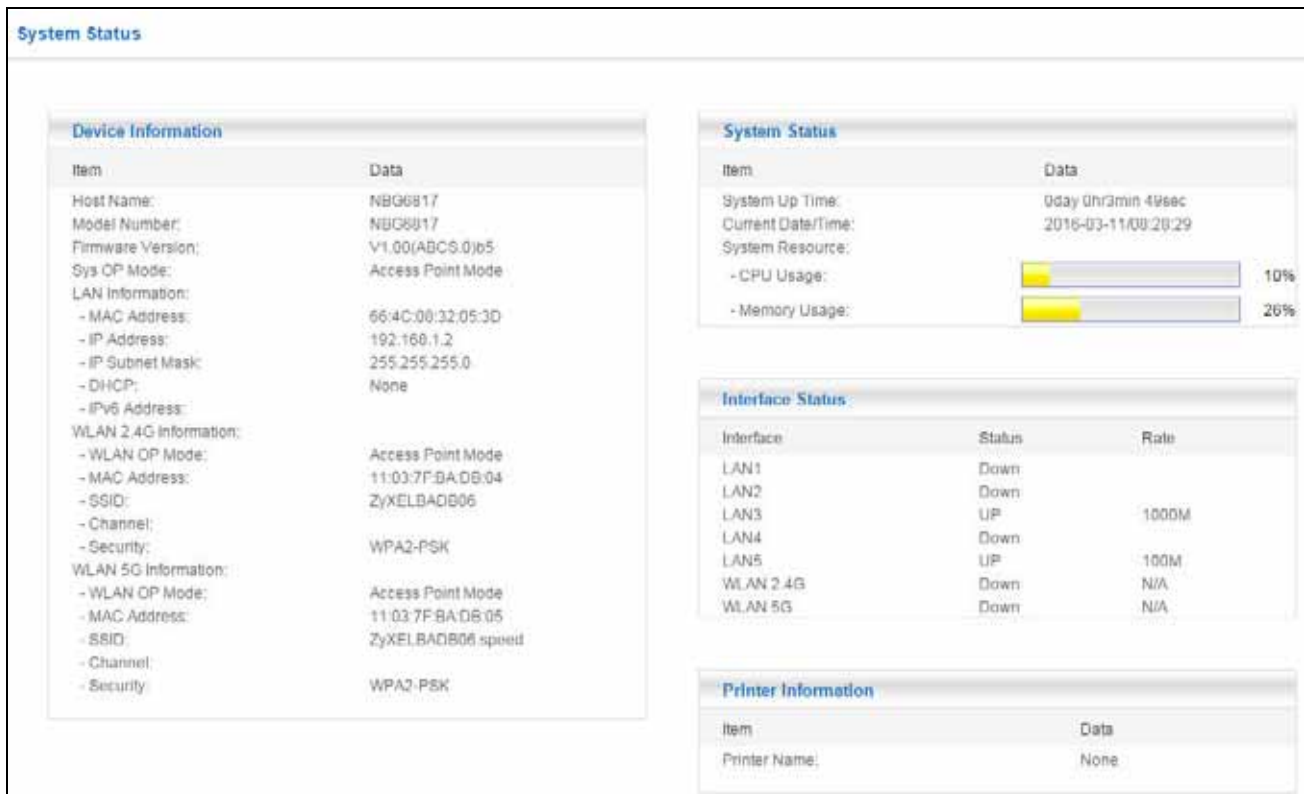 System Status
Device Information
Item Data
Host Name: NBG6817
Model Number: NBG6817
Firmware Version: V1.00(ABCS.0)b5
Sys OP Mode: Access Point Mode
LAN Information:
- MAC Address: 66:4C:00:32:05:3D
- IP Address: 192.168.1.2
- IP Subnet Mask: 255.255.255.0
- DHCP: None
- IPv6 Address:
WLAN 2.4G Information:
- WLAN OP Mode: Access Point Mode
- MAC Address: 11:03:7F:BA:DB:04
- SSID: ZyXELBADB06
- Channel:
- Security: WPA2-PSK
WLAN 5G Information:
- WLAN OP Mode: Access Point Mode
- MAC Address: 11:03:7F:BA:DB:05
- SSID: ZyXELBADB06.speed
- Channel:
- Security: WPA2-PSK
System Status
Item Data
System Up Time: 0day 0hr/3min 49sec
Current Date/Time: 2016-03-11/08:28:29
System Resource:
- CPU Usage: 10%
- Memory Usage: 26%
Interface Status
Interface Status Rate
LAN1 Down
LAN2 Down
LAN3 UP 1000M
LAN4 Down
LAN5 UP 100M
WLAN 2.4G Down N/A
WLAN 5G Down N/A
Printer Information
Item Data
Printer Name: None